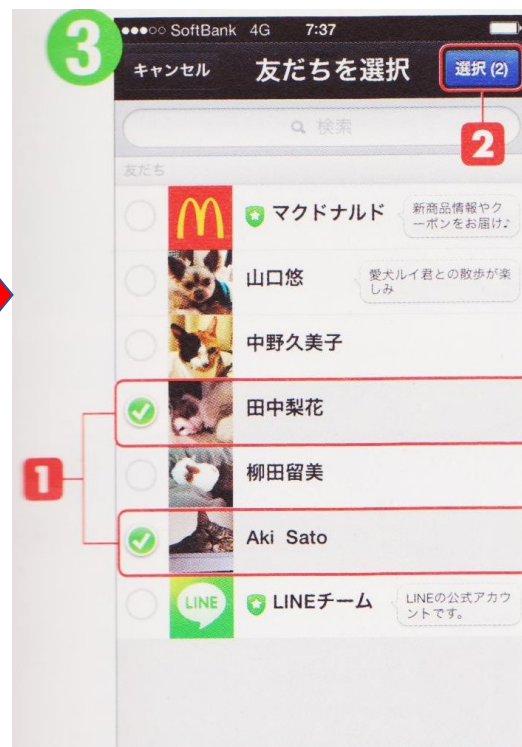 3
●●●○○ SoftBank 4G 7:37
キャンセル 友だちを選択 選択 (2)
2
検索
友だち
マクドナルド 新商品情報やク
ーポンをお届け♪
山口悠 愛犬ルイ君との散歩が楽
しみ
中野久美子
田中梨花
1
柳田留美
Aki Sato
LINE LINEチーム LINEの公式アカウ
ントです。